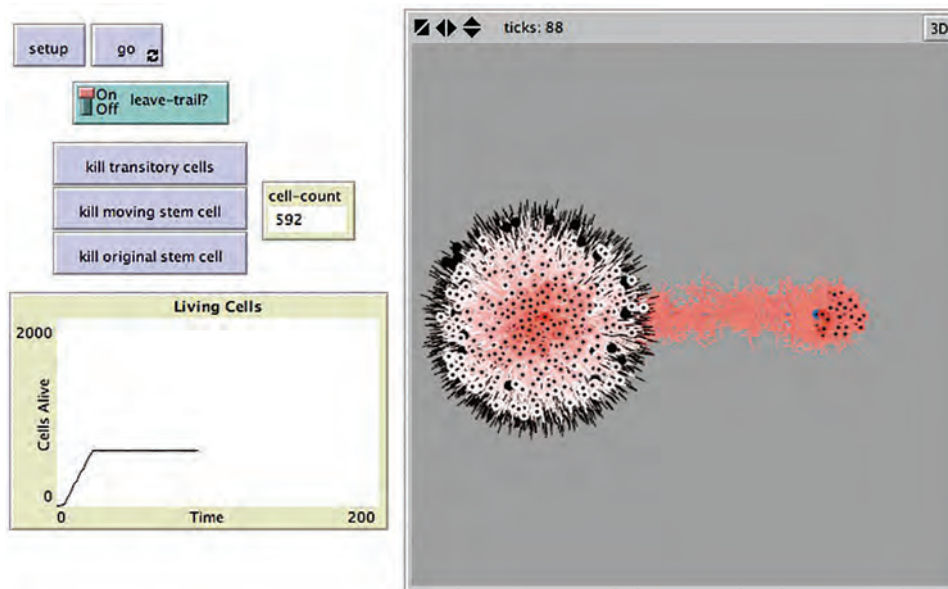 setup
go
ticks: 88
3D
On
Off
leave-trail?
kill transitory cells
kill moving stem cell
kill original stem cell
cell-count
592
Living Cells
2000
Cells Alive
0
0
Time
200